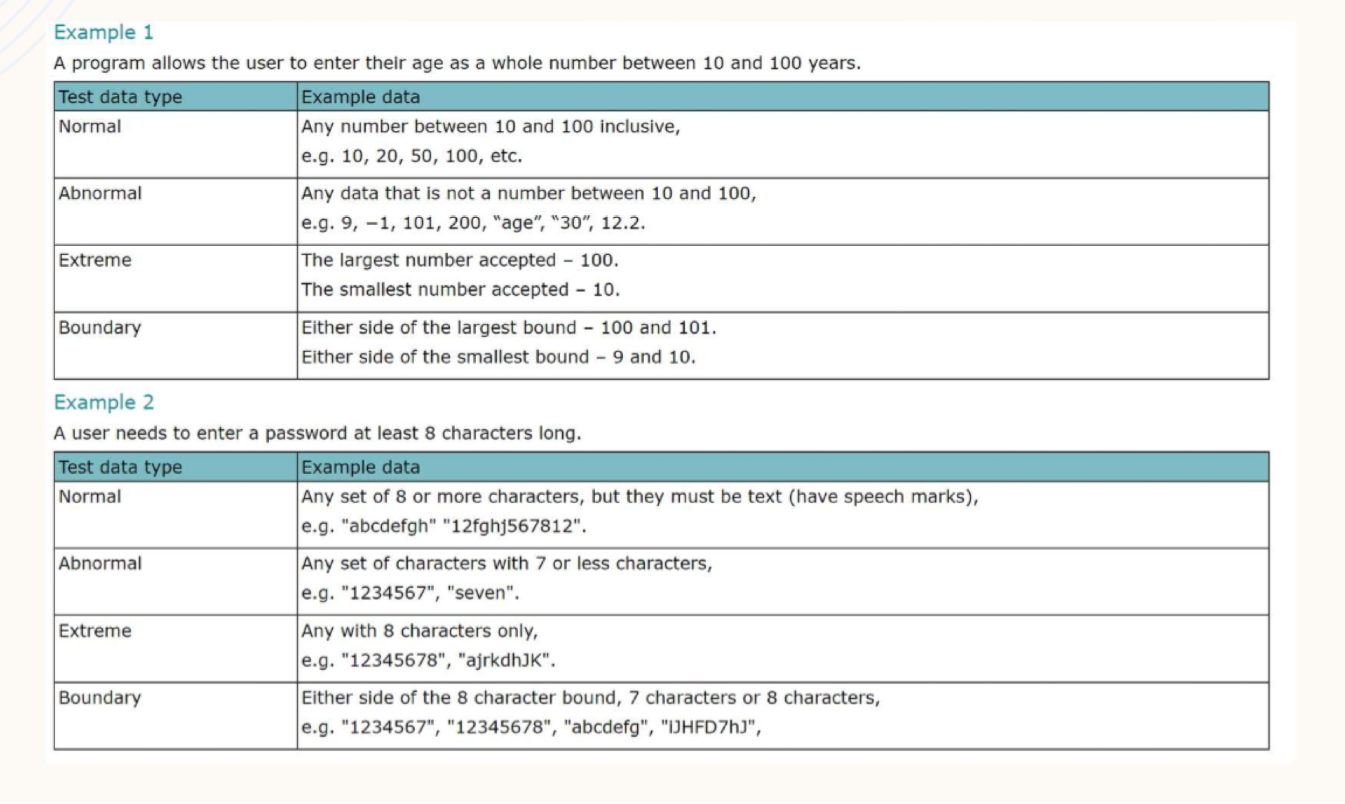 Example 1
A program allows the user to enter their age as a whole number between 10 and 100 years.
Test data type Example data
Normal Any number between 10 and 100 inclusive,
e.g. 10, 20, 50, 100, etc.
Abnormal Any data that is not a number between 10 and 100,
e.g. 9, −1, 101, 200, “age”, “30”, 12.2.
Extreme The largest number accepted – 100.
The smallest number accepted – 10.
Boundary Either side of the largest bound – 100 and 101.
Either side of the smallest bound – 9 and 10.
Example 2
A user needs to enter a password at least 8 characters long.
Test data type Example data
Normal Any set of 8 or more characters, but they must be text (have speech marks),
e.g. "abcdefgh" "12fghj567812".
Abnormal Any set of characters with 7 or less characters,
e.g. "1234567", "seven".
Extreme Any with 8 characters only,
e.g. "12345678", "ajrkdhJK".
Boundary Either side of the 8 character bound, 7 characters or 8 characters,
e.g. "1234567", "12345678", "abcdefg", "IJHFD7hJ",